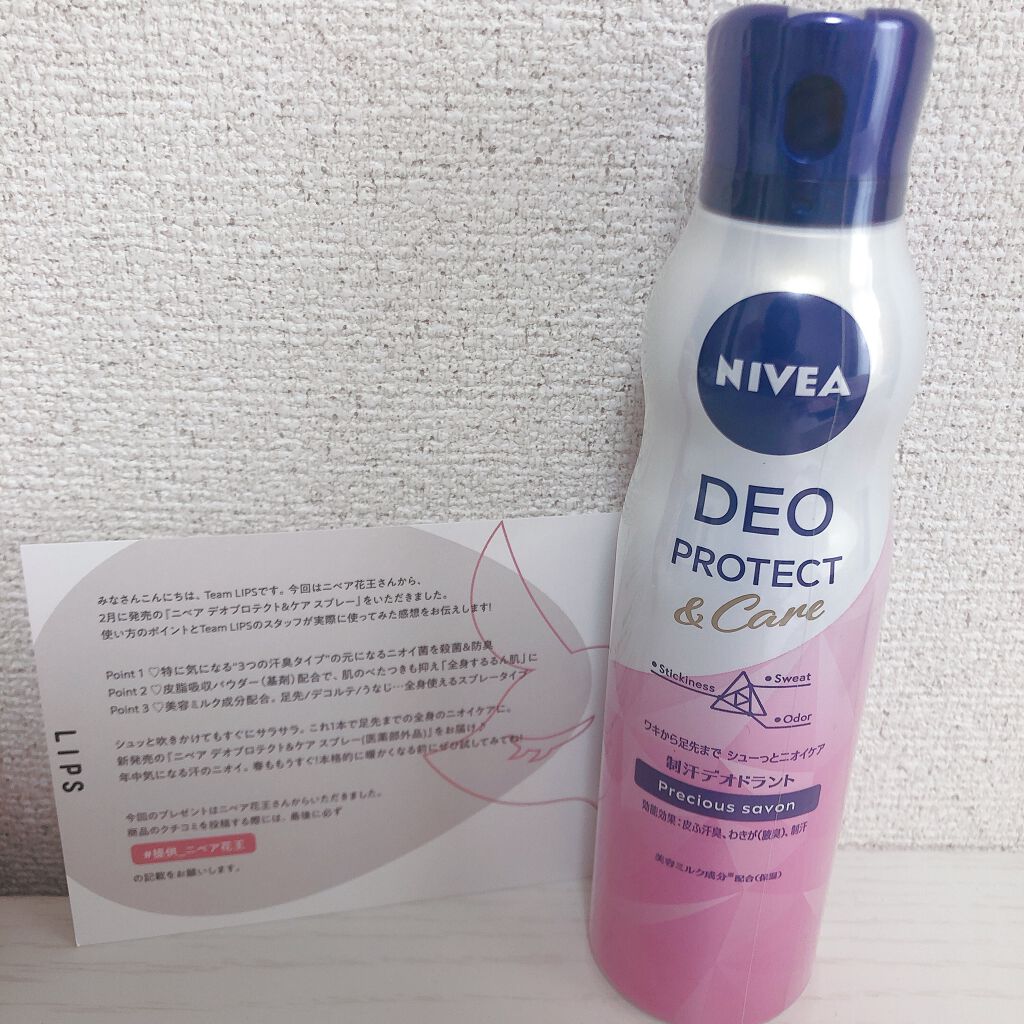 みなさんこんにちは、Team LIPSです。今回はニベア花王さんから、
2月に発売の『ニベア デオプロテクト&ケア スプレー』をいただきました。
使い方のポイントとTeam LIPSのスタッフが実際に使ってみた感想をお伝えします!
Point 1 ♡特に気になる"3つの汗臭タイプ"の元になるニオイ菌を殺菌&防臭
Point 2 ♡皮脂吸収パウダー(基剤)配合で、肌のべたつきも抑え「全身するるん肌」に
Point 3 ♡美容ミルク成分配合。足先/デコルテ/うなじ…全身使えるスプレータイプ
シュッと吹きかけてもすぐにサラサラ。これ1本で足先までの全身のニオイケアに。
新発売の『ニベア デオプロテクト&ケア スプレー(医薬部外品)』をお届け♪
年中気になる汗のニオイ。春ももうすぐ!本格的に暖かくなる前にぜひ試してみてね!
今回のプレゼントはニベア花王さんからいただきました。
商品のクチコミを投稿する際には、最後に必ず
#提供_ニベア花王
の記載をお願いします。
LIPS
NIVEA
DEO
PROTECT
& Care
Stickiness
Sweat
Odor
ワキから足先まで シューっとニオイケア
制汗デオドラント
Precious savon
効能効果:皮ふ汗臭、わきが(腋臭)、制汗
美容ミルク成分※配合(保湿)